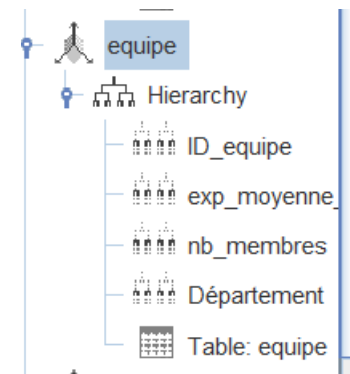 equipe
Hierarchy
ID_equipe
exp_moyenne_
nb_membres
Département
Table: equipe